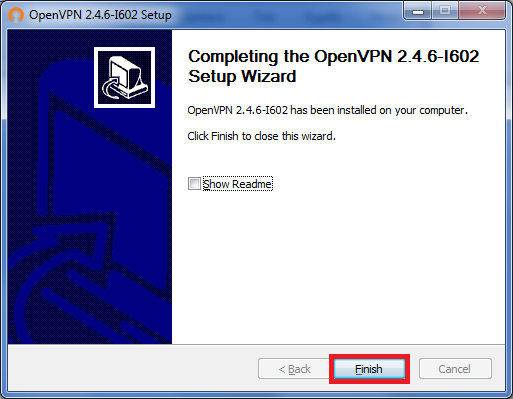 OpenVPN 2.4.6-I602 Setup
Completing the OpenVPN 2.4.6-I602
Setup Wizard
OpenVPN 2.4.6-I602 has been installed on your computer.
Click Finish to close this wizard.
Show Readme
< Back
Finish
Cancel